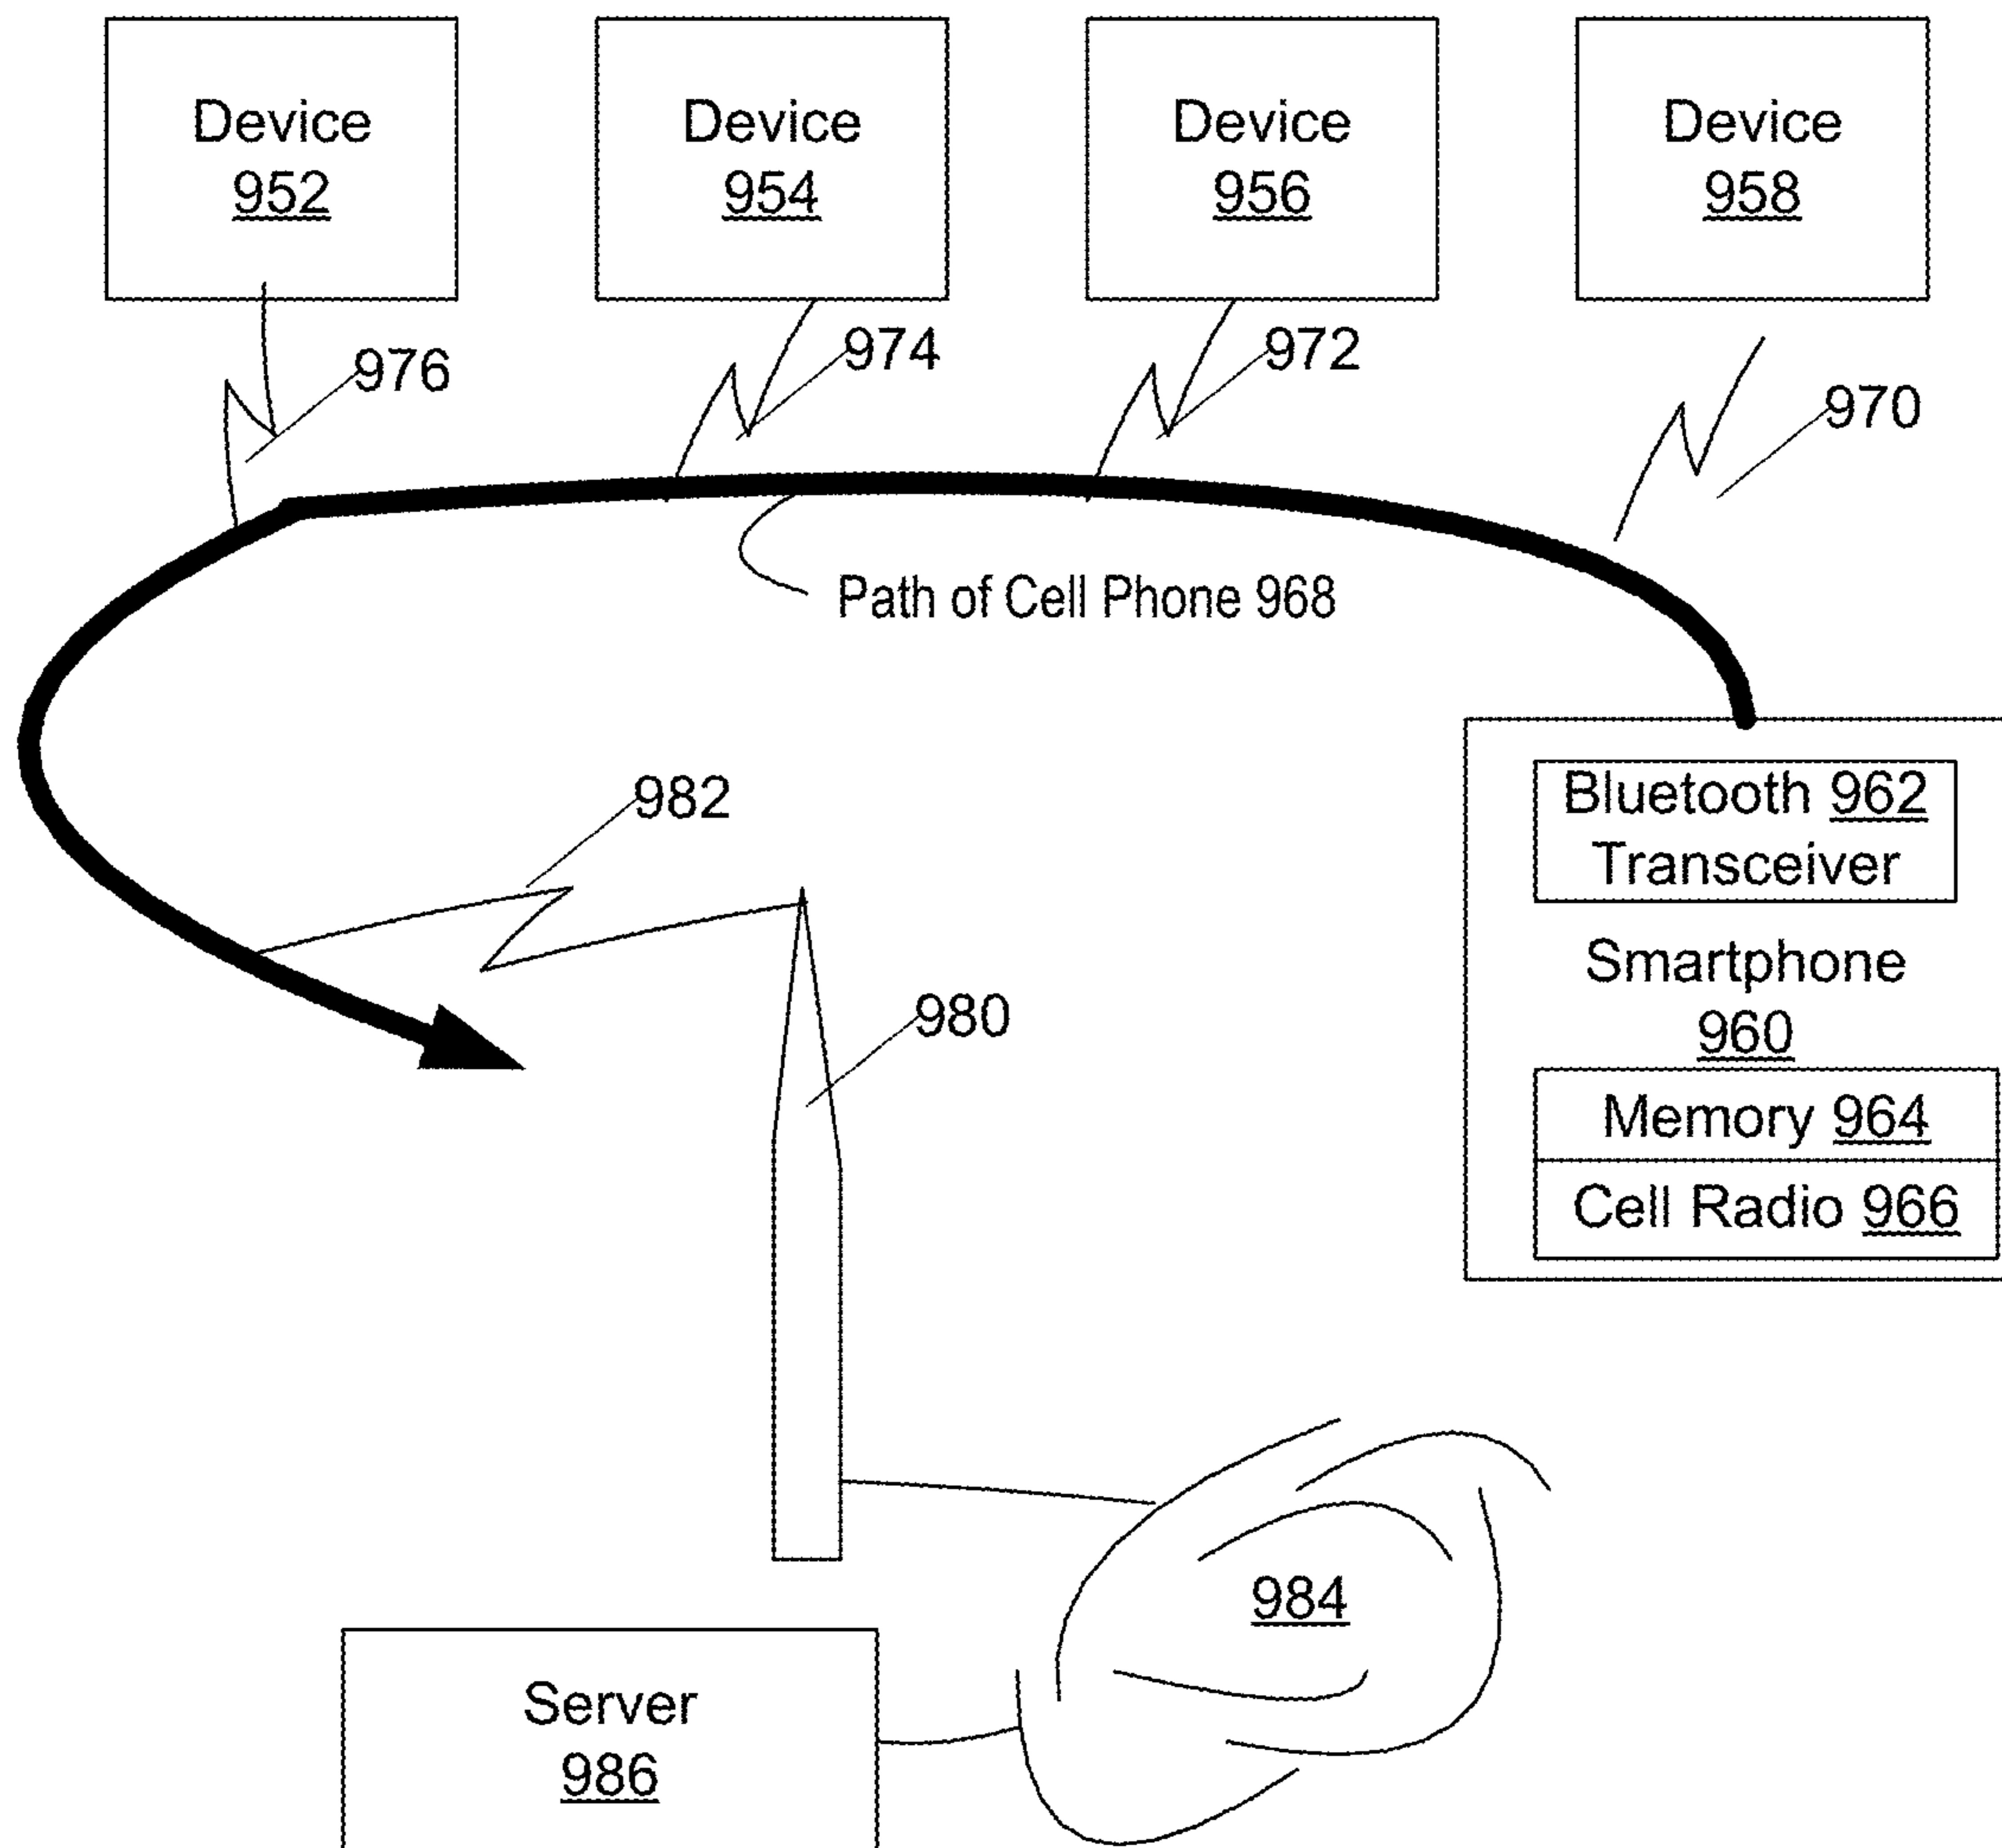 Device
952
Device
954
Device
956
Device
958
976
974
972
970
Path of Cell Phone 968
982
980
Bluetooth 962
Transceiver
Smartphone
960
Memory 964
Cell Radio 966
984
Server
986